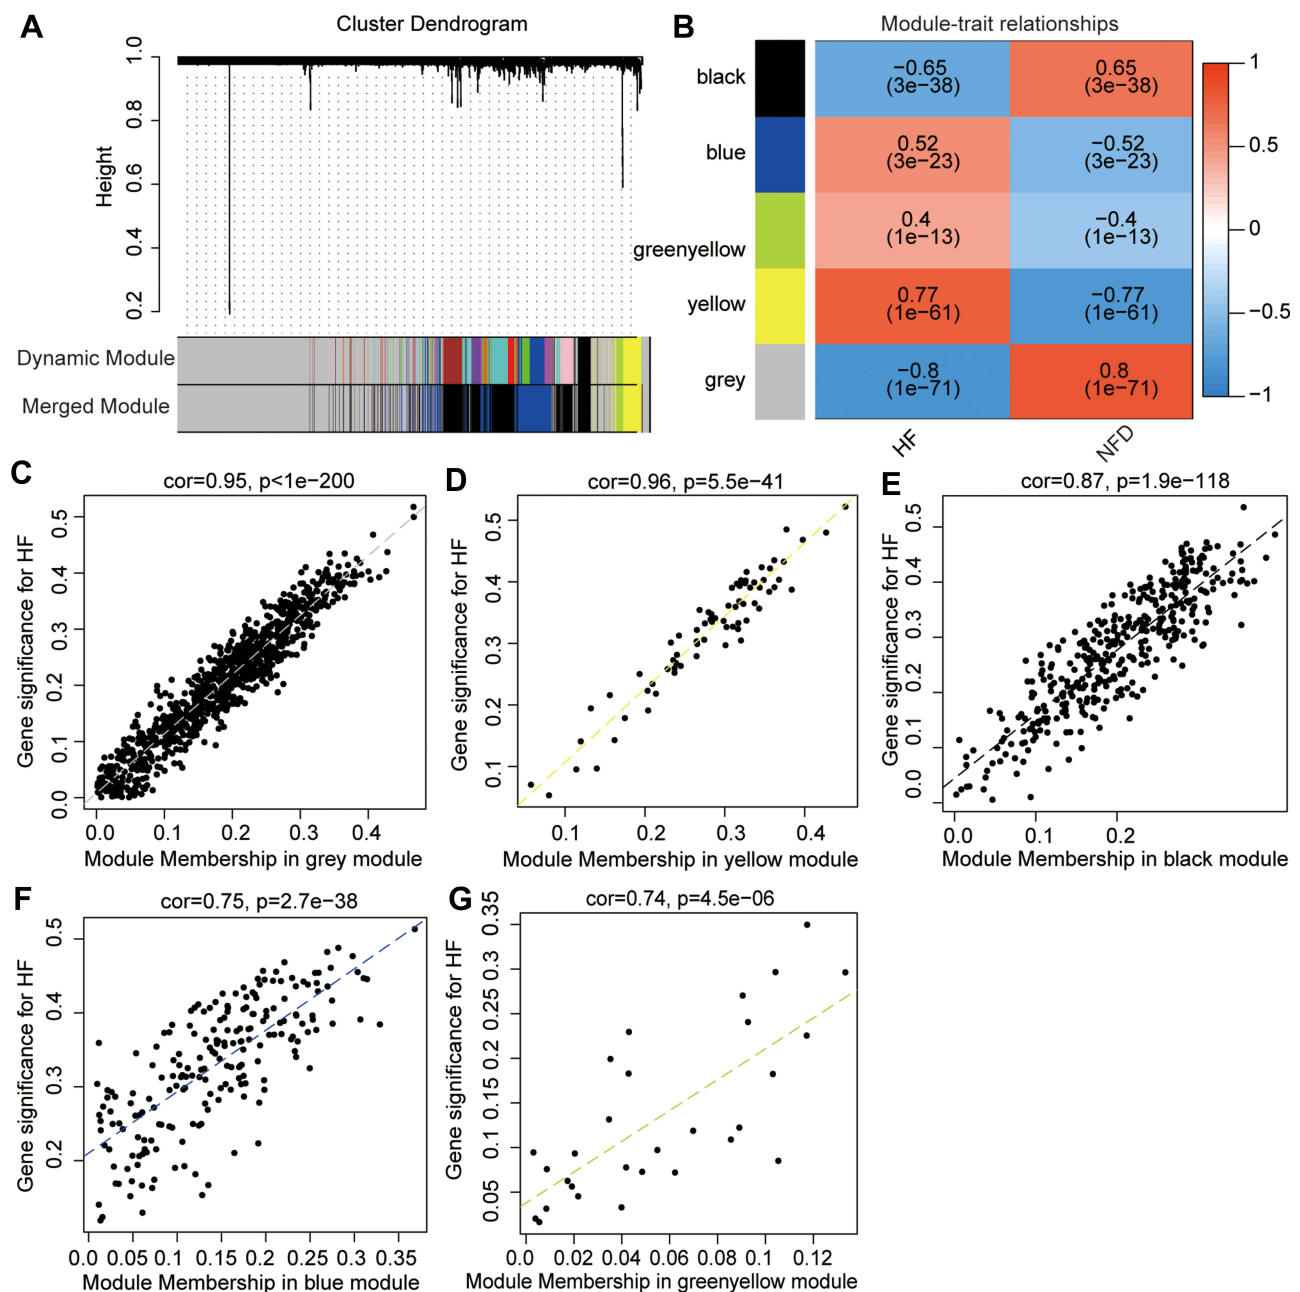 A
Cluster Dendrogram
Height
1.0
0.8
0.6
0.4
0.2
Dynamic Module
Merged Module
B
Module-trait relationships
black
blue
greenyellow
yellow
grey
−0.65
(3e−38)
0.65
(3e−38)
0.52
(3e−23)
−0.52
(3e−23)
0.4
(1e−13)
−0.4
(1e−13)
0.77
(1e−61)
−0.77
(1e−61)
−0.8
(1e−71)
0.8
(1e−71)
HF
NFD
1
0.5
0
−0.5
−1
C
cor=0.95, p<1e−200
Gene significance for HF
0.5
0.4
0.3
0.2
0.1
0.0
0.0 0.1 0.2 0.3 0.4
Module Membership in grey module
D
cor=0.96, p=5.5e−41
Gene significance for HF
0.5
0.4
0.3
0.2
0.1
0.1 0.2 0.3 0.4
Module Membership in yellow module
E
cor=0.87, p=1.9e−118
Gene significance for HF
0.5
0.4
0.3
0.2
0.1
0.0
0.0 0.1 0.2
Module Membership in black module
F
cor=0.75, p=2.7e−38
Gene significance for HF
0.5
0.4
0.3
0.2
0.0 0.05 0.1 0.15 0.2 0.25 0.3 0.35
Module Membership in blue module
G
cor=0.74, p=4.5e−06
Gene significance for HF
0.35
0.3
0.25
0.2
0.15
0.1
0.05
0.0 0.02 0.04 0.06 0.08 0.1 0.12
Module Membership in greenyellow module